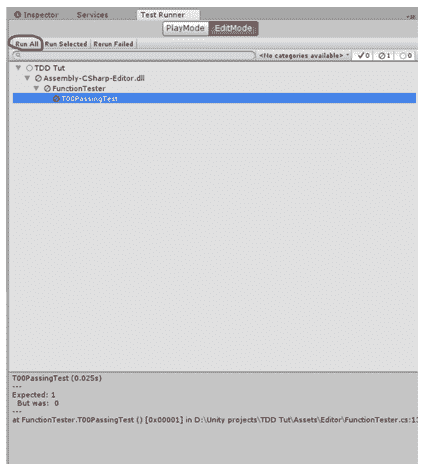 Inspector Services Test Runner
PlayMode EditMode
Run All Run Selected Rerun Failed
<No categories available> 0 1 0
TDD Tut
Assembly-CSharp-Editor.dll
FunctionTester
T00PassingTest
T00PassingTest (0.025s)
---
Expected: 1
But was: 0
---
at FunctionTester.T00PassingTest () [0x00001] in D:\Unity projects\TDD Tut\Assets\Editor\FunctionTester.cs:1